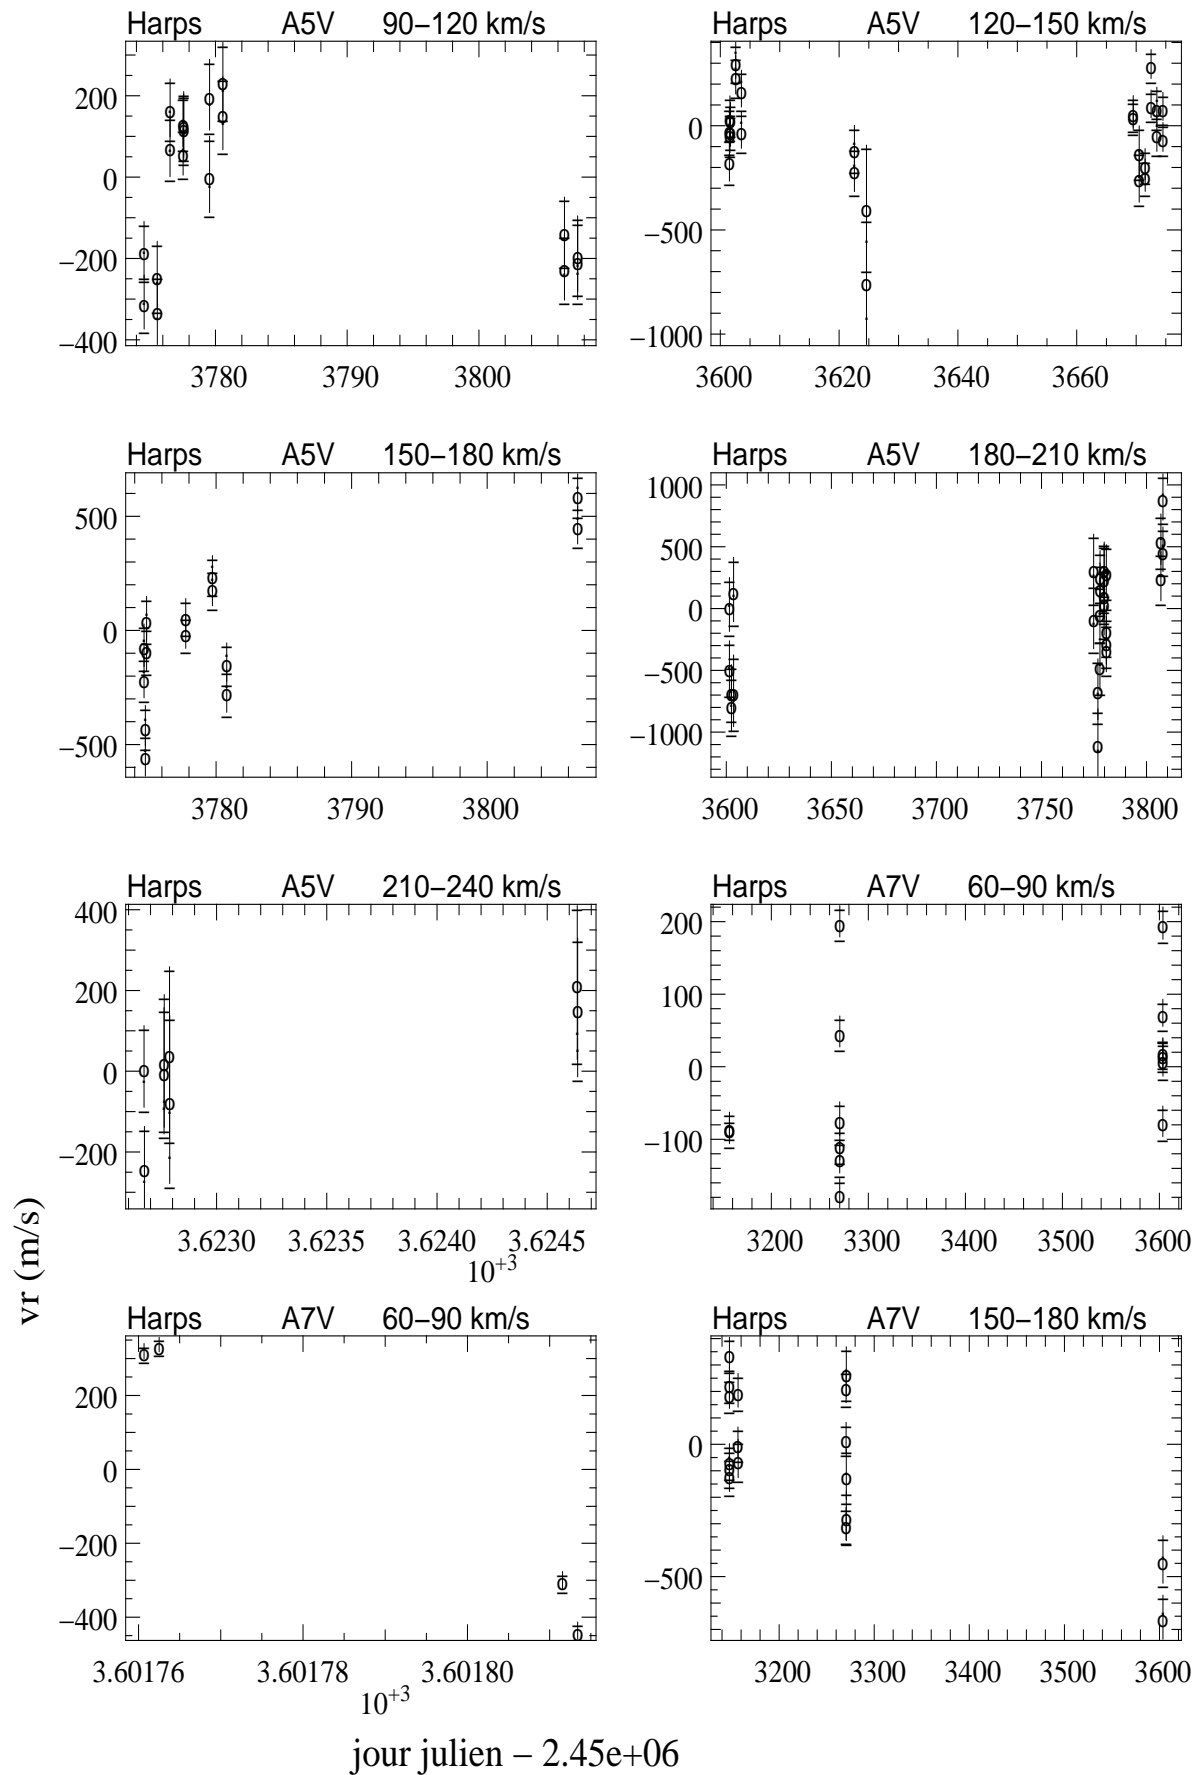 Harps A5V 90−120 km/s
200
0
−200
−400
3780 3790 3800
Harps A5V 120−150 km/s
0
−500
−1000
3600 3620 3640 3660
Harps A5V 150−180 km/s
500
0
−500
3780 3790 3800
Harps A5V 180−210 km/s
1000
500
0
−500
−1000
3600 3650 3700 3750 3800
Harps A5V 210−240 km/s
400
200
0
−200
3.6230 3.6235 3.6240 3.6245
10+3
Harps A7V 60−90 km/s
200
100
0
−100
3200 3300 3400 3500 3600
Harps A7V 60−90 km/s
200
0
−200
−400
3.60176 3.60178 3.60180
10+3
Harps A7V 150−180 km/s
0
−500
3200 3300 3400 3500 3600
vr (m/s)
jour julien − 2.45e+06